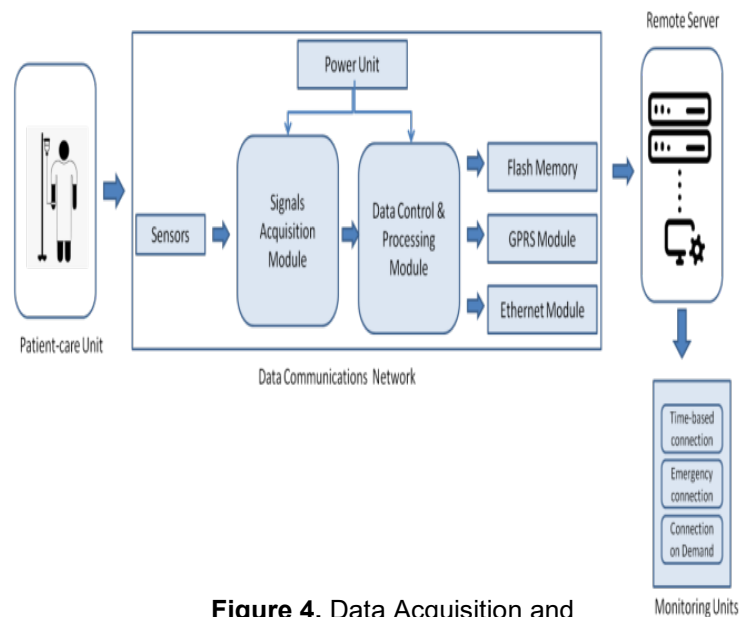 Remote Server
Power Unit
Sensors
Signals
Acquisition
Module
Data Control &
Processing
Module
Flash Memory
GPRS Module
Ethernet Module
Patient-care Unit
Data Communications Network
Time-based
connection
Emergency
connection
Connection
on Demand
Monitoring Units
Figure 4. Data Acquisition and